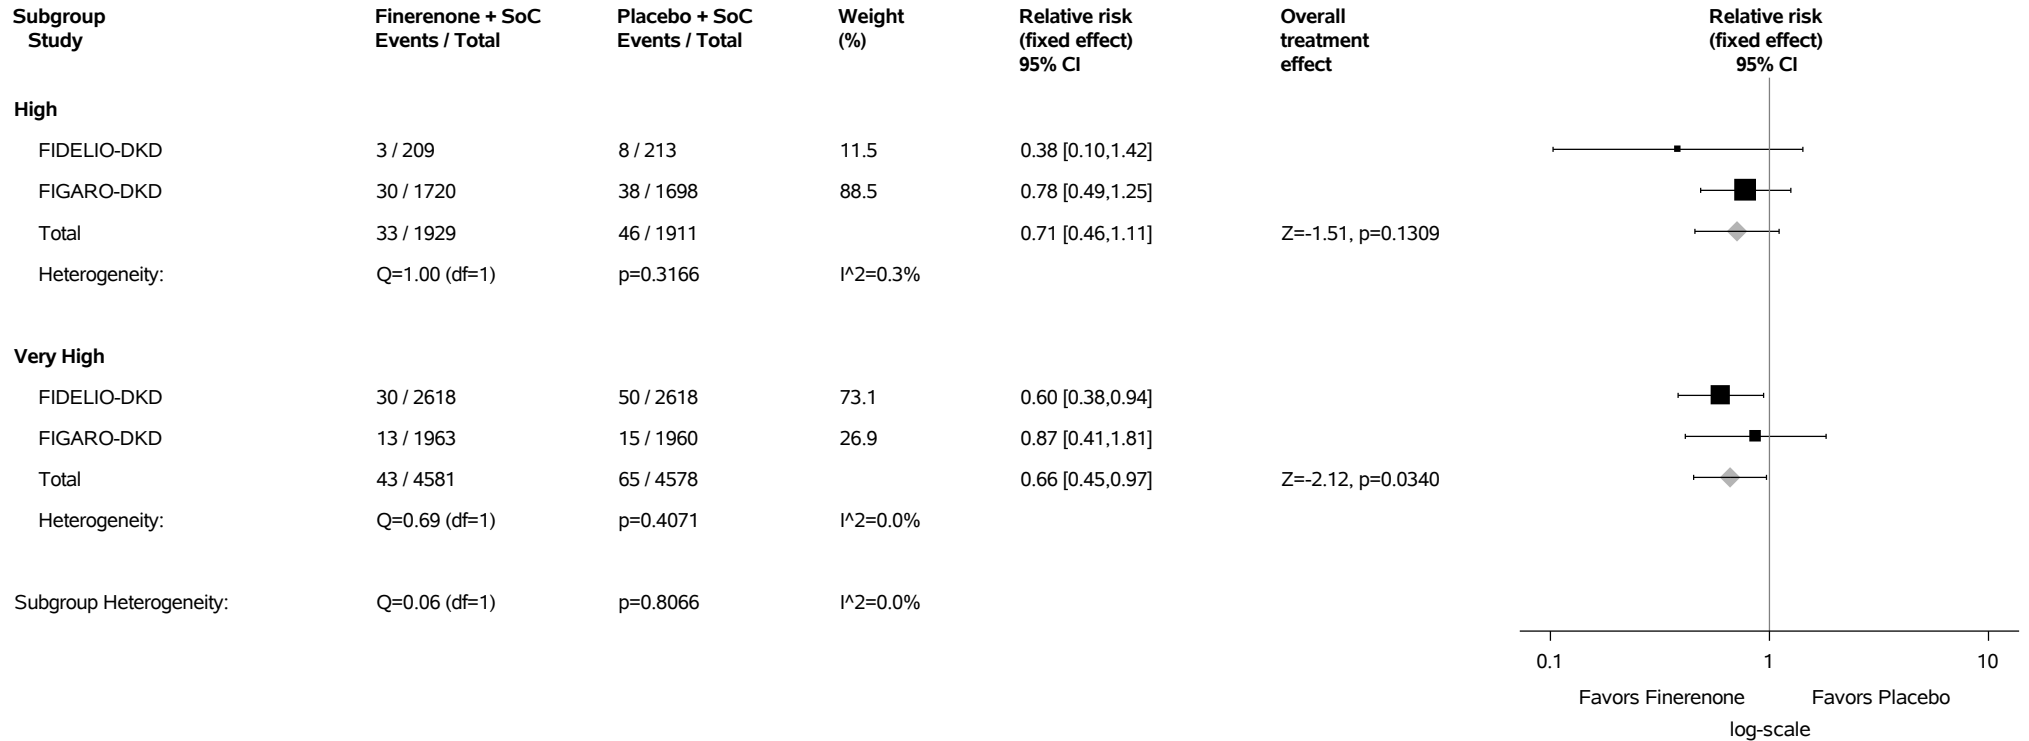 Subgroup Finerenone + SoC Placebo + SoC Weight Relative risk Overall Relative risk
Study Events / Total Events / Total (%) (fixed effect) treatment (fixed effect)
95% CI effect 95% CI
High
FIDELIO-DKD 3 / 209 8 / 213 11.5 0.38 [0.10,1.42]
FIGARO-DKD 30 / 1720 38 / 1698 88.5 0.78 [0.49,1.25]
Total 33 / 1929 46 / 1911 0.71 [0.46,1.11] Z=-1.51, p=0.1309
Heterogeneity: Q=1.00 (df=1) p=0.3166 I^2=0.3%
Very High
FIDELIO-DKD 30 / 2618 50 / 2618 73.1 0.60 [0.38,0.94]
FIGARO-DKD 13 / 1963 15 / 1960 26.9 0.87 [0.41,1.81]
Total 43 / 4581 65 / 4578 0.66 [0.45,0.97] Z=-2.12, p=0.0340
Heterogeneity: Q=0.69 (df=1) p=0.4071 I^2=0.0%
Subgroup Heterogeneity: Q=0.06 (df=1) p=0.8066 I^2=0.0%
0.1 1 10
Favors Finerenone Favors Placebo
log-scale